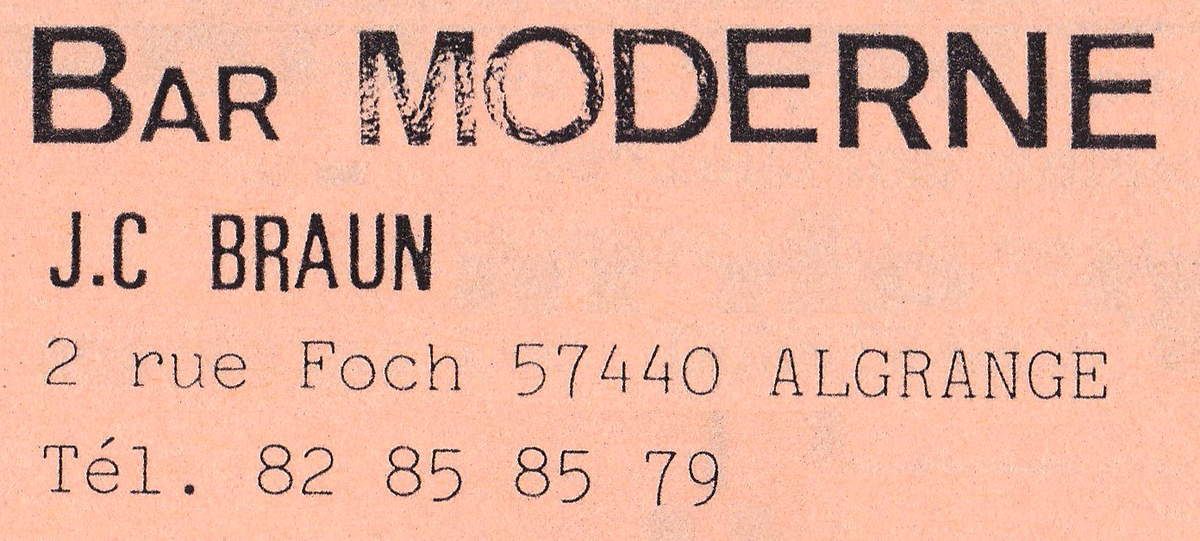 BAR MODERNE
J.C BRAUN
2 rue Foch 57440 ALGRANGE
Tél. 82 85 85 79